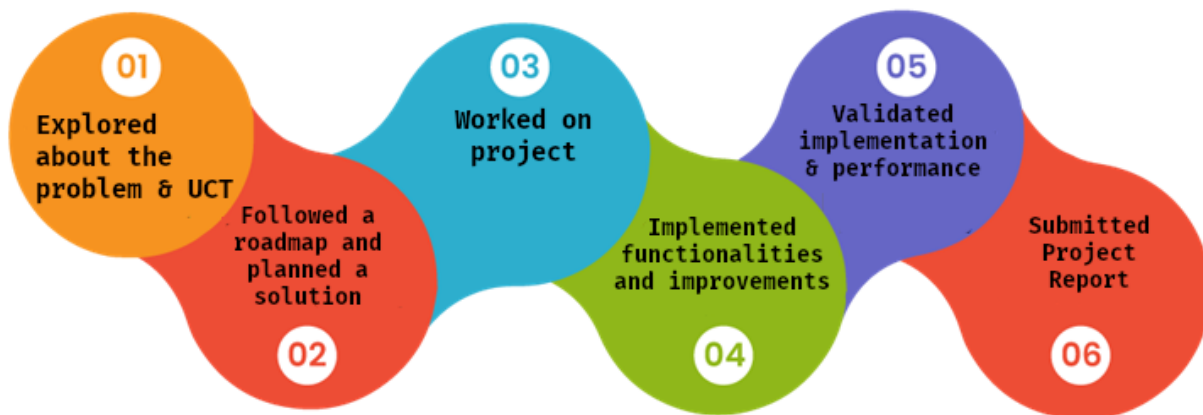 01
Explored
about the
problem & UCT
Followed a
roadmap and
planned a
solution
02
03
Worked on
project
Implemented
functionalities
and improvements
04
05
Validated
implementation
& performance
Submitted
Project
Report
06